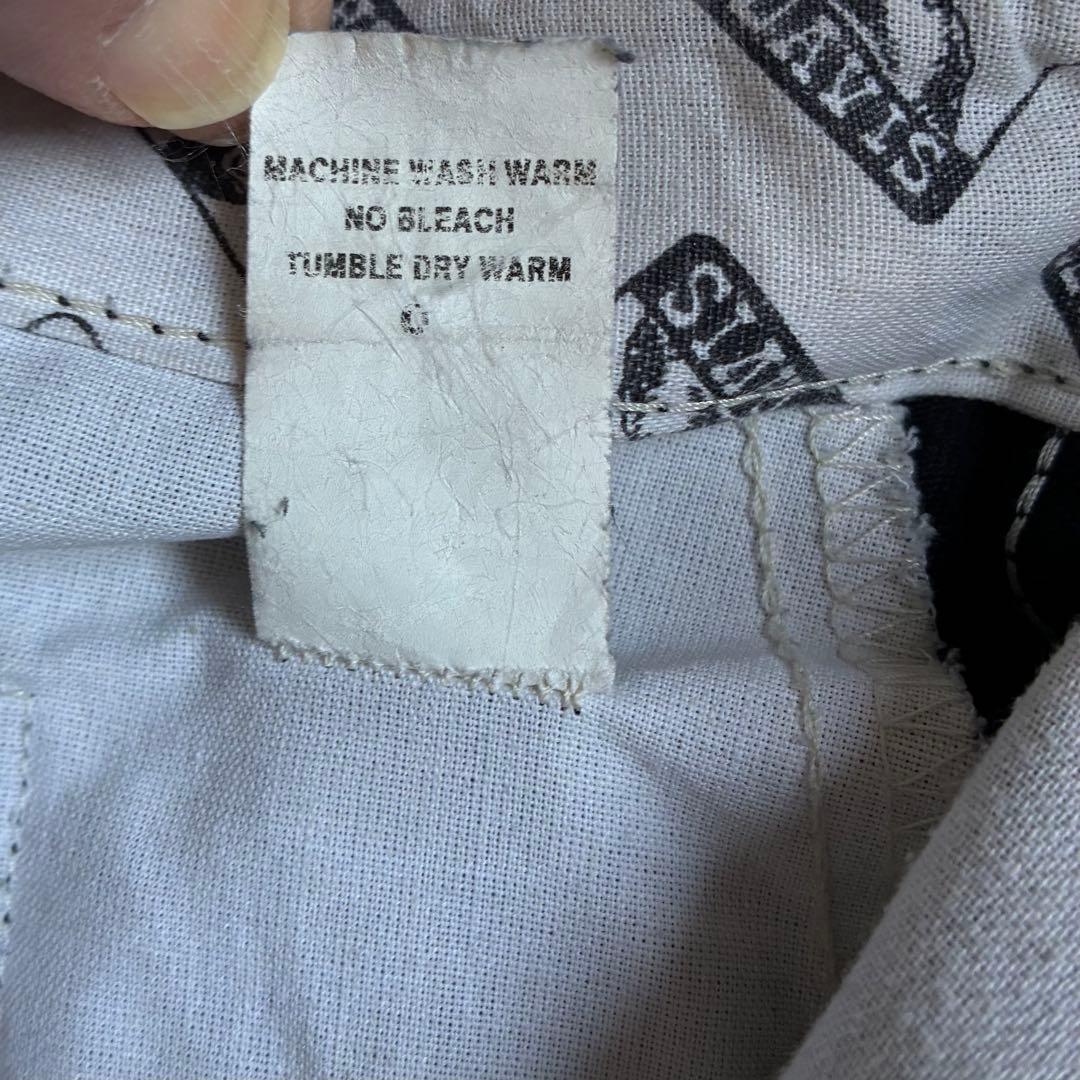 MACHINE WASH WARM
NO BLEACH
TUMBLE DRY WARM